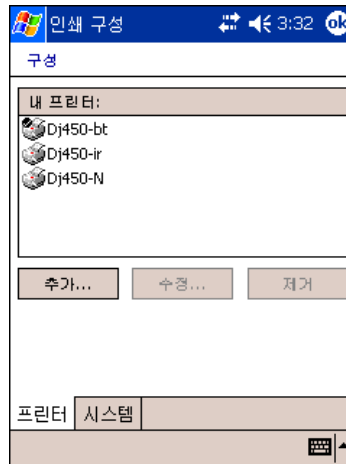 인쇄 구성 3:32 ok
구성
내 프린터:
Dj450-bt
Dj450-ir
Dj450-N
추가... 수정... 제거
프린터 시스템